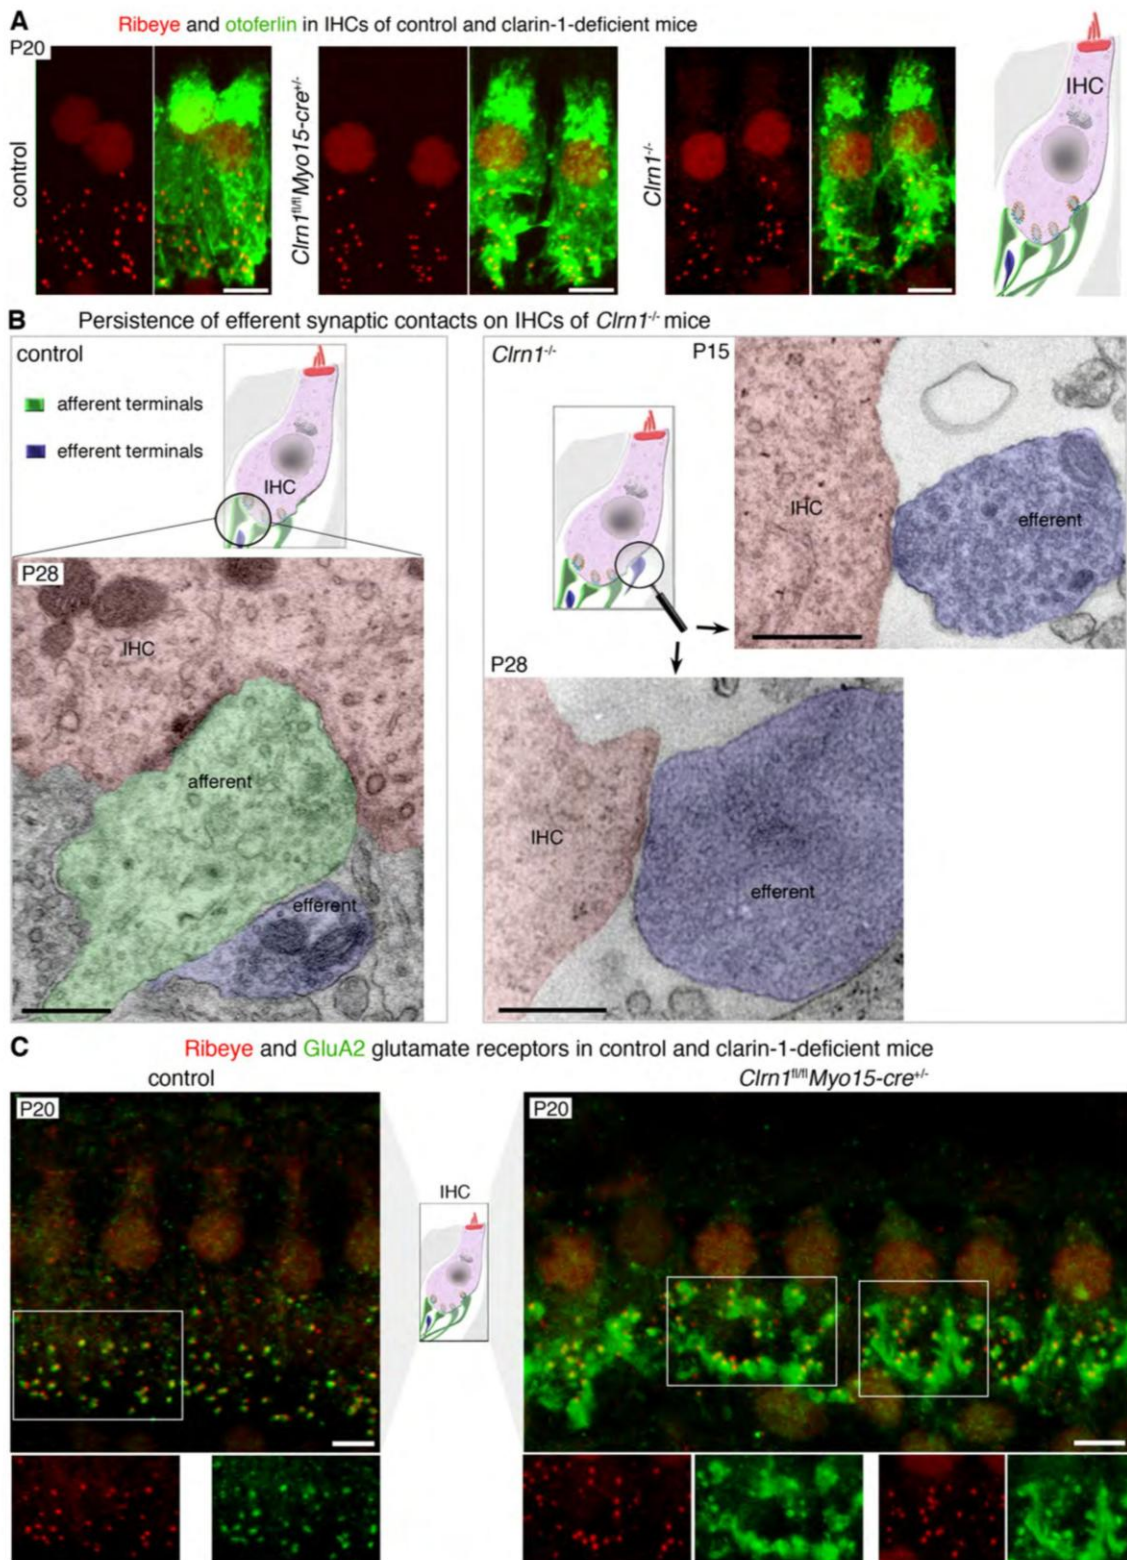 A
Ribeye and otoferlin in IHCs of control and clarin-1-deficient mice
P20
control
Clrn1fl/flMyo15-cre+/-
Clrn1-/-
IHC
B
Persistence of efferent synaptic contacts on IHCs of Clrn1-/- mice
control
afferent terminals
efferent terminals
IHC
P28
IHC
afferent
efferent
Clrn1-/-
P15
IHC
efferent
P28
IHC
efferent
C
Ribeye and GluA2 glutamate receptors in control and clarin-1-deficient mice
control
Clrn1fl/flMyo15-cre+/-
P20
IHC
P20